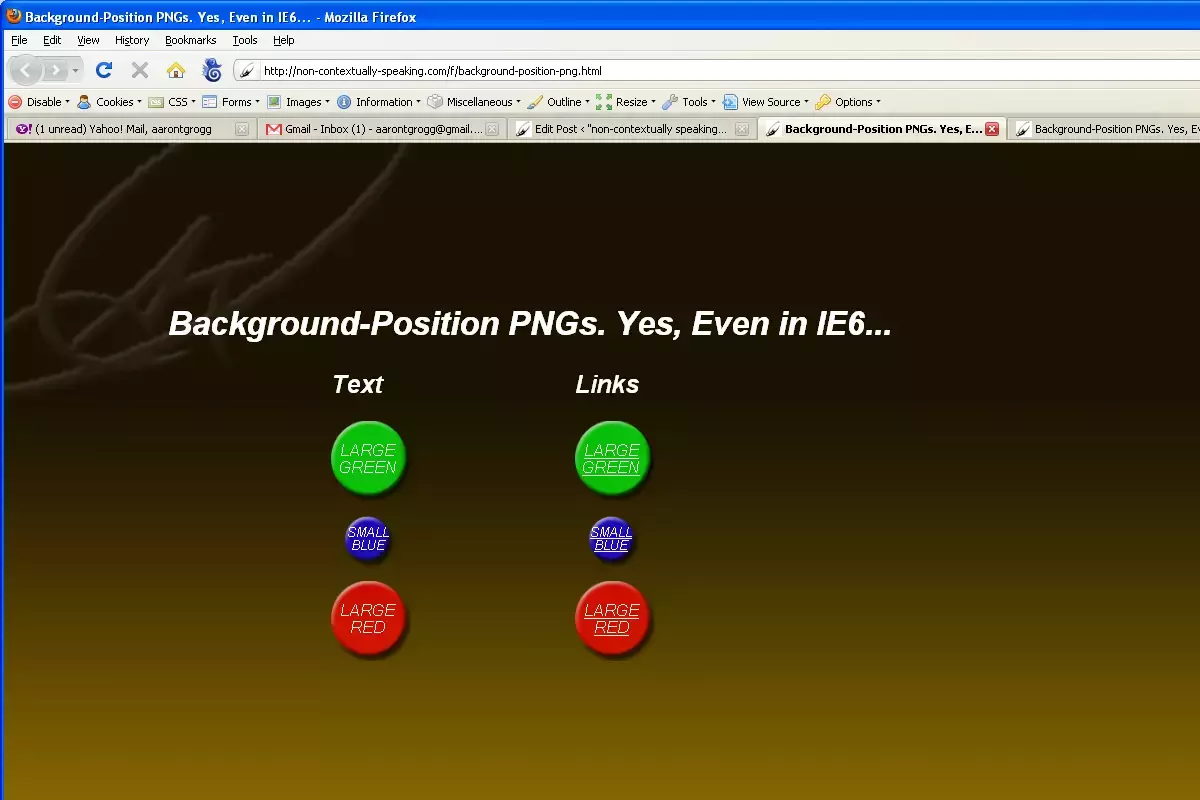 Background-Position PNGs. Yes, Even in IE6... - Mozilla Firefox
File Edit View History Bookmarks Tools Help
http://non-contextually-speaking.com/f/background-position-png.html
Disable Cookies CSS Forms Images Information Miscellaneous Outline Resize Tools View Source Options
(1 unread) Yahoo! Mail, aarontgrogg Gmail - Inbox (1) - aarontgrogg@gmail.... Edit Post ‹ "non-contextually speaking... Background-Position PNGs. Yes, E... Background-Position PNGs. Yes, Ev
Background-Position PNGs. Yes, Even in IE6...
Text Links
LARGE LARGE
GREEN GREEN
SMALL SMALL
BLUE BLUE
LARGE LARGE
RED RED